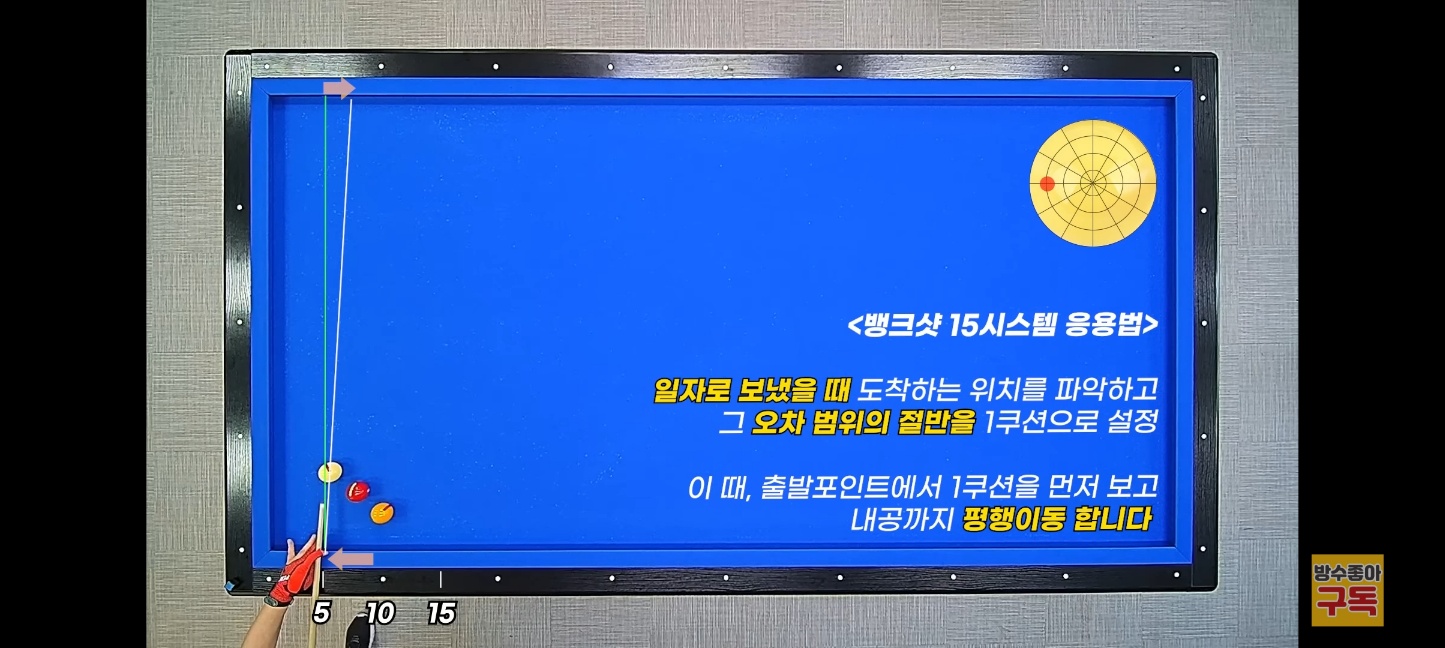 <뱅크샷 15시스템 응용법>
일자로 보냈을 때 도착하는 위치를 파악하고
그 오차 범위의 절반을 1쿠션으로 설정
이 때, 출발포인트에서 1쿠션을 먼저 보고
내공까지 평행이동 합니다
5 10 15
방수좋아
구독